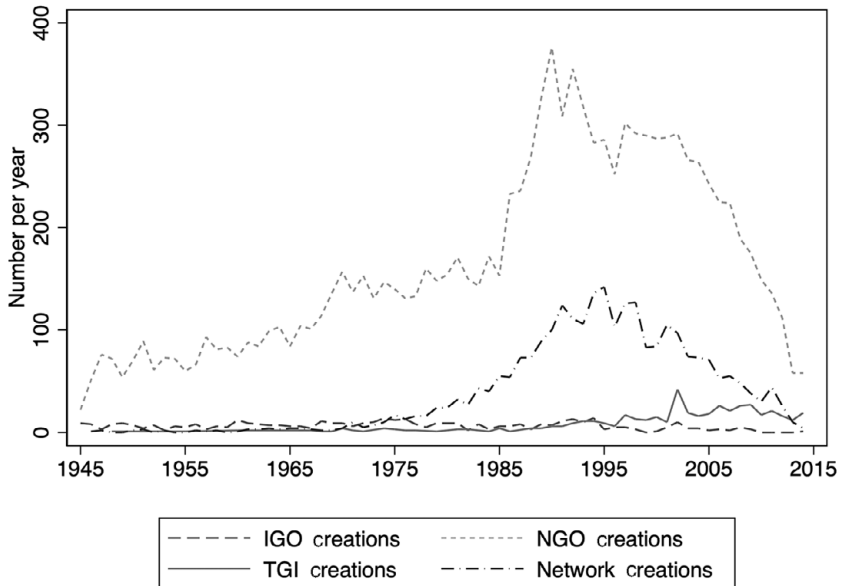 Number per year
400
300
200
100
0
1945 1955 1965 1975 1985 1995 2005 2015
IGO creations NGO creations
TGI creations Network creations